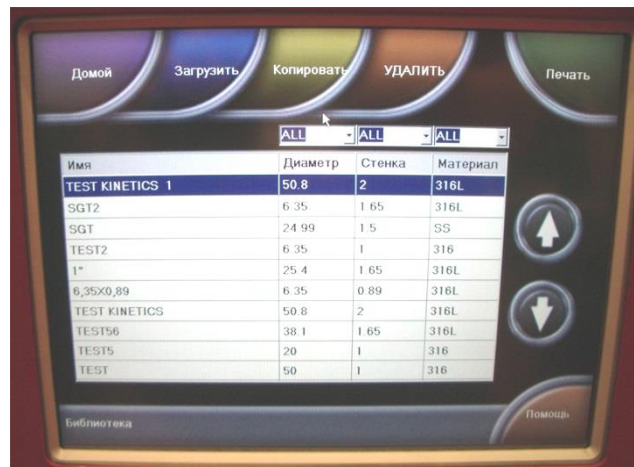 Домой Загрузить Копировать УДАЛИТЬ Печать
ALL ALL ALL
Имя Диаметр Стенка Материал
TEST KINETICS 1 50.8 2 316L
SGT2 6.35 1.65 316L
SGT 24.99 1.5 SS
TEST2 6.35 1 316
1" 25.4 1.65 316L
6,35X0,89 6.35 0.89 316L
TEST KINETICS 50.8 2 316L
TEST56 38.1 1.65 316L
TEST5 20 1 316
TEST 50 1 316
Библиотека
Помощь